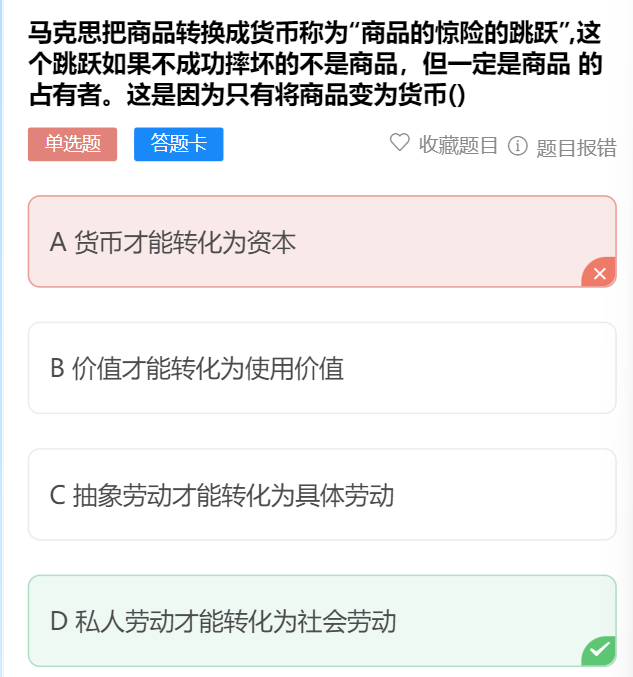 马克思把商品转换成货币称为“商品的惊险的跳跃”,这
个跳跃如果不成功摔坏的不是商品，但一定是商品 的
占有者。这是因为只有将商品变为货币()
单选题 答题卡 收藏题目 题目报错
A 货币才能转化为资本
B 价值才能转化为使用价值
C 抽象劳动才能转化为具体劳动
D 私人劳动才能转化为社会劳动